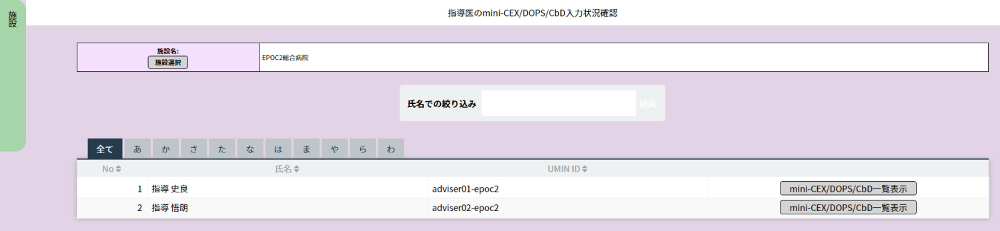 施設
指導医のmini-CEX/DOPS/CbD入力状況確認
施設名:
施設選択
EPOC2総合病院
氏名での絞り込み 検索
全て あ か さ た な は ま や ら わ
No 氏名 UMIN ID
1 指導 史良 adviser01-epoc2 mini-CEX/DOPS/CbD一覧表示
2 指導 悟朗 adviser02-epoc2 mini-CEX/DOPS/CbD一覧表示